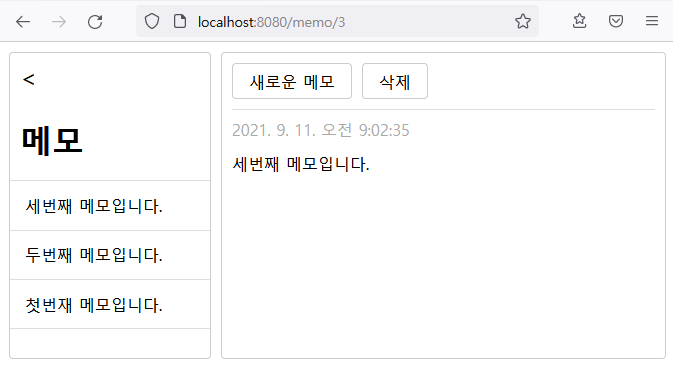 localhost:8080/memo/3
<
메모
세번째 메모입니다.
두번째 메모입니다.
첫번재 메모입니다.
새로운 메모 삭제
2021. 9. 11. 오전 9:02:35
세번째 메모입니다.